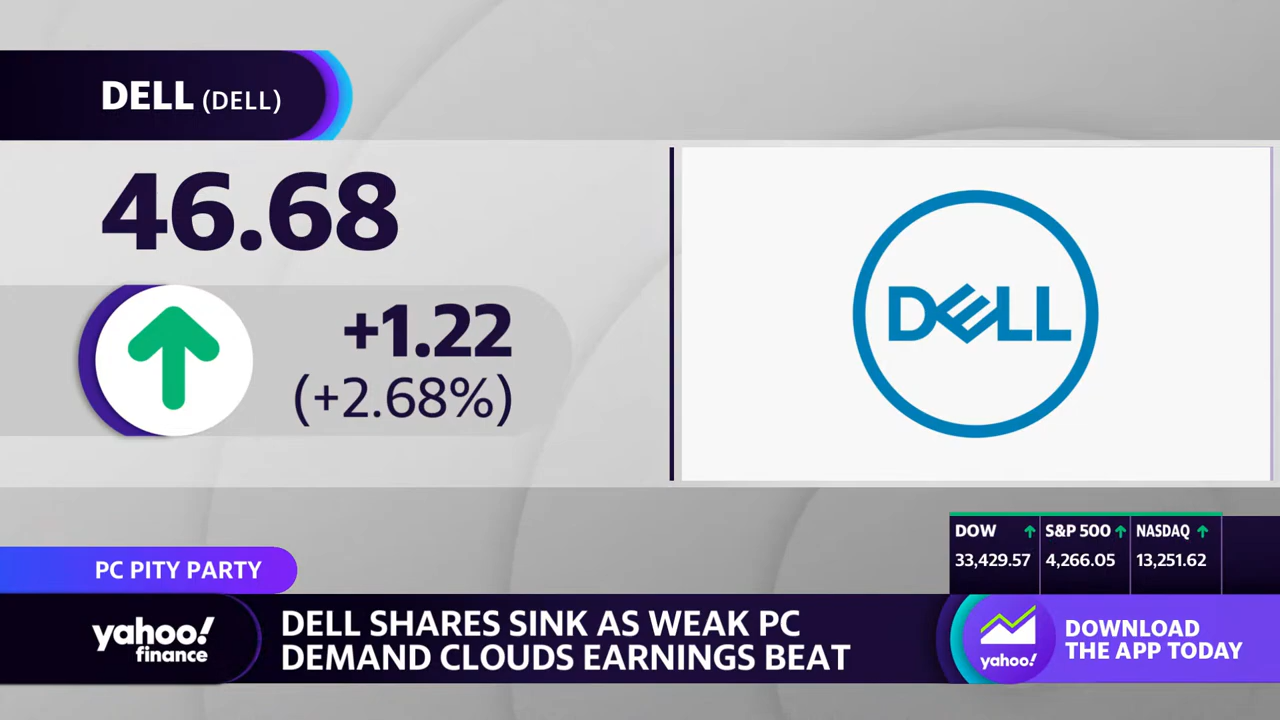 DELL (DELL)
46.68
+1.22
(+2.68%)
DELL
DOW
33,429.57
S&P 500
4,266.05
NASDAQ
13,251.62
PC PITY PARTY
yahoo!
finance
DELL SHARES SINK AS WEAK PC
DEMAND CLOUDS EARNINGS BEAT
yahoo!
DOWNLOAD
THE APP TODAY